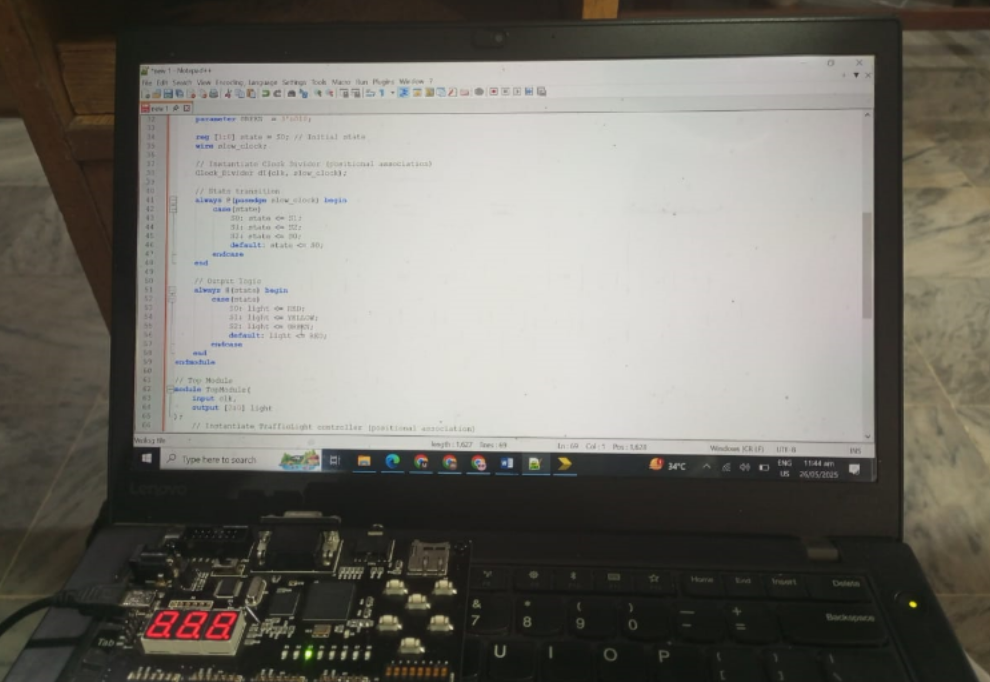 *new 1 - Notepad++
File Edit Search View Encoding Language Settings Tools Macro Run Plugins Window ?
new 1
32 parameter GREEN =
33
34 reg [1:0] state = S0; // Initial state
35 wire slow_clock;
36
37 // Instantiate Clock Divider (positional association)
38 Clock_Divider d1(clk, slow_clock);
39
40 // State transition
41 always @(posedge slow_clock) begin
42 case(state)
43 S0: state <= S1;
44 S1: state <= S2;
45 S2: state <= S0;
46 default: state <= S0;
47 endcase
48 end
49
50 // Output logic
51 always @(state) begin
52 case(state)
53 S0: light <= RED;
54 S1: light <= YELLOW;
55 S2: light <= GREEN;
56 default: light <= RED;
57 endcase
58 end
59 endmodule
60
61 // Top Module
62 module TopModule(
63 input clk,
64 output [2:0] light
65 );
66 // Instantiate TrafficLight controller (positional association)
Verilog file
length : 1,627 lines : 69
Ln : 69 Col : 1 Pos : 1,628
Windows (CR LF) UTF-8 INS
Type here to search
34°C
ENG
US
11:44 am
26/05/2025
Lenovo
888
Home End Insert Delete
& 7 * 8 ( 9 ) 0 — - + = Backspace
Tab
U I O P { [ } ] | \